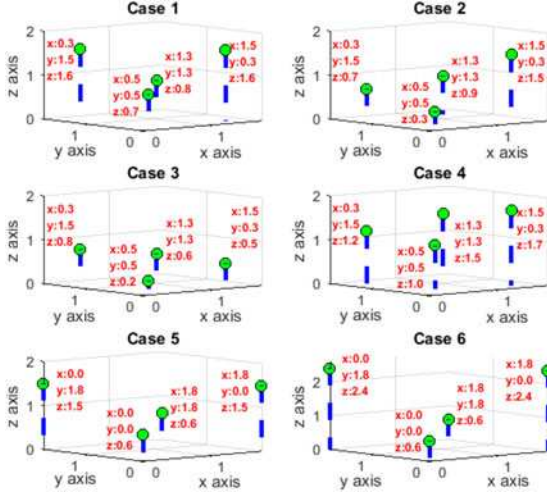 Case 1
2
1
0
z axis
x:0.3
y:1.5
z:1.6
x:0.5
y:0.5
z:0.7
x:1.3
y:1.3
z:0.8
x:1.5
y:0.3
z:1.6
1
0
0
1
y axis
x axis
Case 2
2
1
0
z axis
x:0.3
y:1.5
z:0.7
x:0.5
y:0.5
z:0.3
x:1.3
y:1.3
z:0.9
x:1.5
y:0.3
z:1.5
1
0
0
1
y axis
x axis
Case 3
2
1
0
z axis
x:0.3
y:1.5
z:0.8
x:0.5
y:0.5
z:0.2
x:1.3
y:1.3
z:0.6
x:1.5
y:0.3
z:0.5
1
0
0
1
y axis
x axis
Case 4
2
1
0
z axis
x:0.3
y:1.5
z:1.2
x:0.5
y:0.5
z:1.0
x:1.3
y:1.3
z:1.5
x:1.5
y:0.3
z:1.7
1
0
0
1
y axis
x axis
Case 5
2
1
0
z axis
x:0.0
y:1.8
z:1.5
x:0.0
y:0.0
z:0.6
x:1.8
y:1.8
z:0.6
x:1.8
y:0.0
z:1.5
1
0
0
1
y axis
x axis
Case 6
2
1
0
z axis
x:0.0
y:1.8
z:2.4
x:0.0
y:0.0
z:0.6
x:1.8
y:1.8
z:0.6
x:1.8
y:0.0
z:2.4
1
0
0
1
y axis
x axis